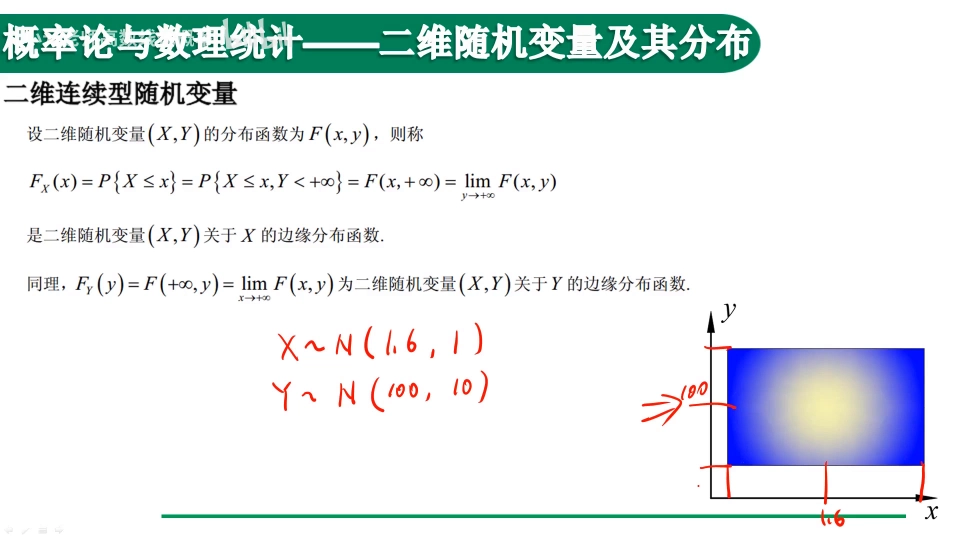 概率论与数理统计——二维随机变量及其分布
二维连续型随机变量
设二维随机变量(X,Y)的分布函数为F(x,y),则称
F_X(x)=P{X≤x}=P{X≤x,Y<+∞}=F(x,+∞)=lim_{y→+∞}F(x,y)
是二维随机变量(X,Y)关于X的边缘分布函数.
同理,F_Y(y)=F(+∞,y)=lim_{x→+∞}F(x,y)为二维随机变量(X,Y)关于Y的边缘分布函数.
X~N(1.6,1)
Y~N(100,10)
y
100
1.6
x